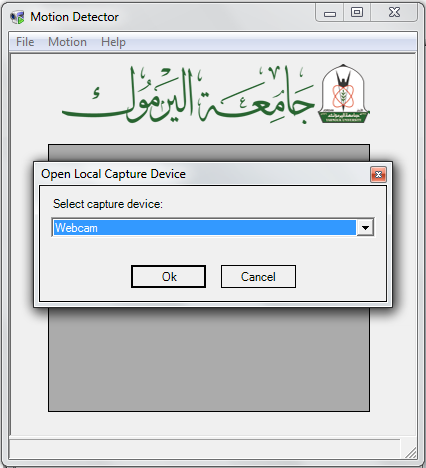 Motion Detector
File Motion Help
جامعة اليرموك
Open Local Capture Device
Select capture device:
Webcam
Ok Cancel